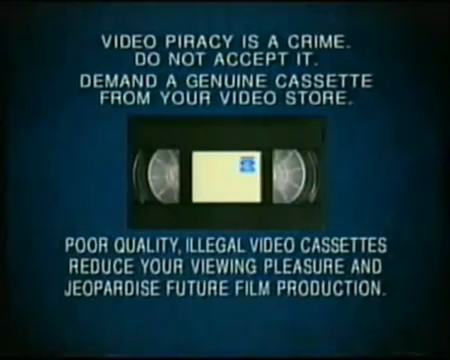 VIDEO PIRACY IS A CRIME.
DO NOT ACCEPT IT.
DEMAND A GENUINE CASSETTE
FROM YOUR VIDEO STORE.
POOR QUALITY, ILLEGAL VIDEO CASSETTES
REDUCE YOUR VIEWING PLEASURE AND
JEOPARDISE FUTURE FILM PRODUCTION.